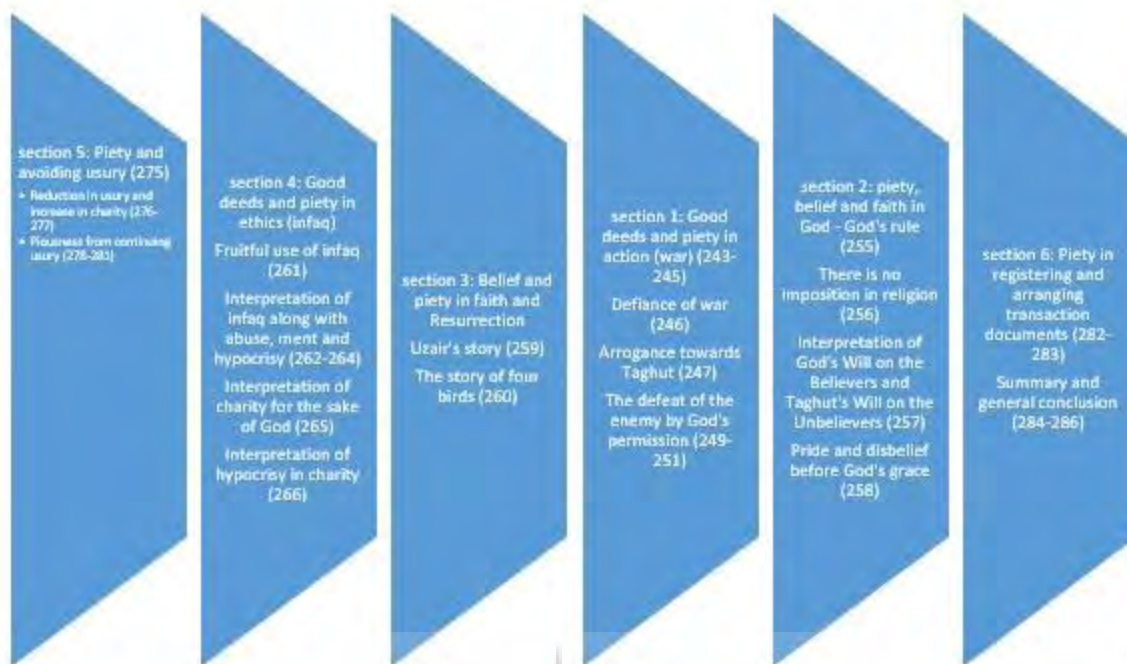 section 5: Piety and
avoiding usury (275)
• Reduction in usury and
increase in charity (276-
277)
• Piousness from continuing
usury (278-281)
section 4: Good
deeds and piety in
ethics (infaq)
Fruitful use of infaq
(261)
Interpretation of
infaq along with
abuse, ment and
hypocrisy (262-264)
Interpretation of
charity for the sake
of God (265)
Interpretation of
hypocrisy in charity
(266)
section 3: Belief and
piety in faith and
Resurrection
Uzair's story (259)
The story of four
birds (260)
section 1: Good
deeds and piety in
action (war) (243-
245)
Defiance of war
(246)
Arrogance towards
Taghut (247)
The defeat of the
enemy by God's
permission (249-
251)
section 2: piety,
belief and faith in
God - God's rule
(255)
There is no
imposition in religion
(256)
Interpretation of
God's Will on the
Believers and
Taghut's Will on the
Unbelievers (257)
Pride and disbelief
before God's grace
(258)
section 6: Piety in
registering and
arranging
transaction
documents (282-
283)
Summary and
general conclusion
(284-286)